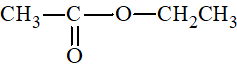 CH₃ — C — O — CH₂CH₃
O